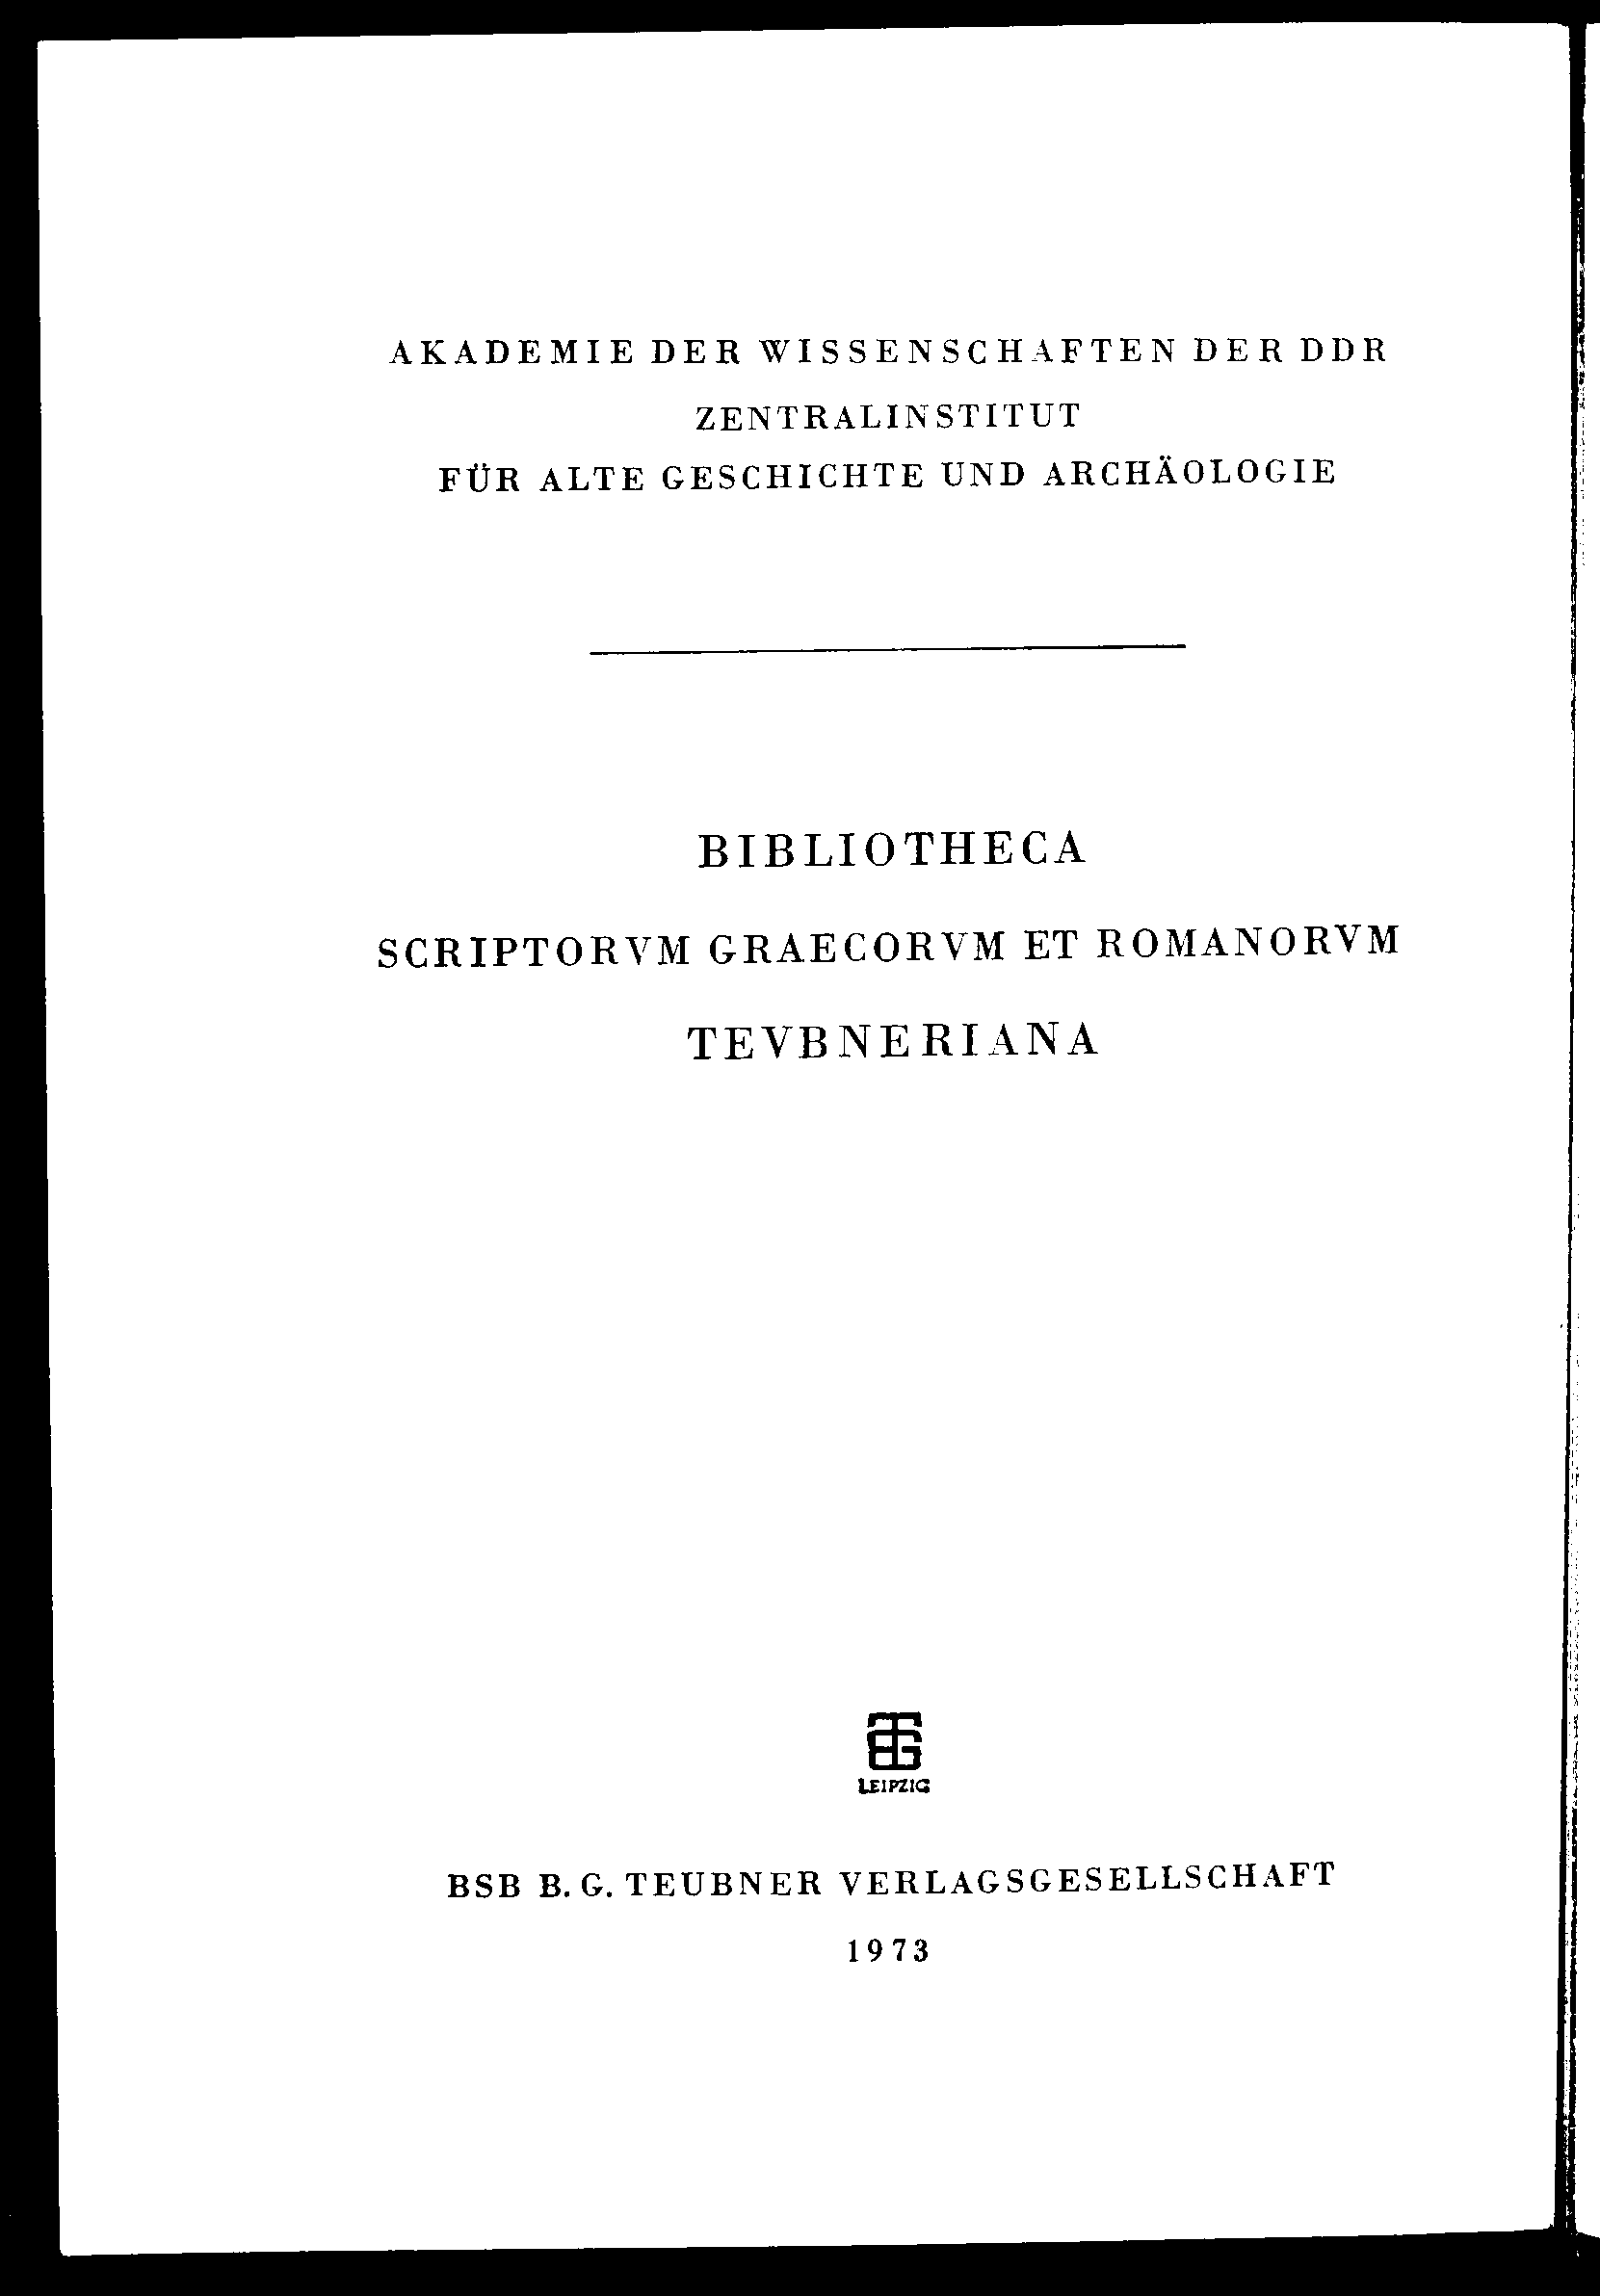 AKADEMIE DER WISSENSCHAFTEN DER DDR
ZENTRALINSTITUT
FÜR ALTE GESCHICHTE UND ARCHÄOLOGIE
BIBLIOTHECA
SCRIPTORVM GRAECORVM ET ROMANORVM
TEVBNERIANA
LEIPZIG
BSB B. G. TEUBNER VERLAGSGESELLSCHAFT
1973